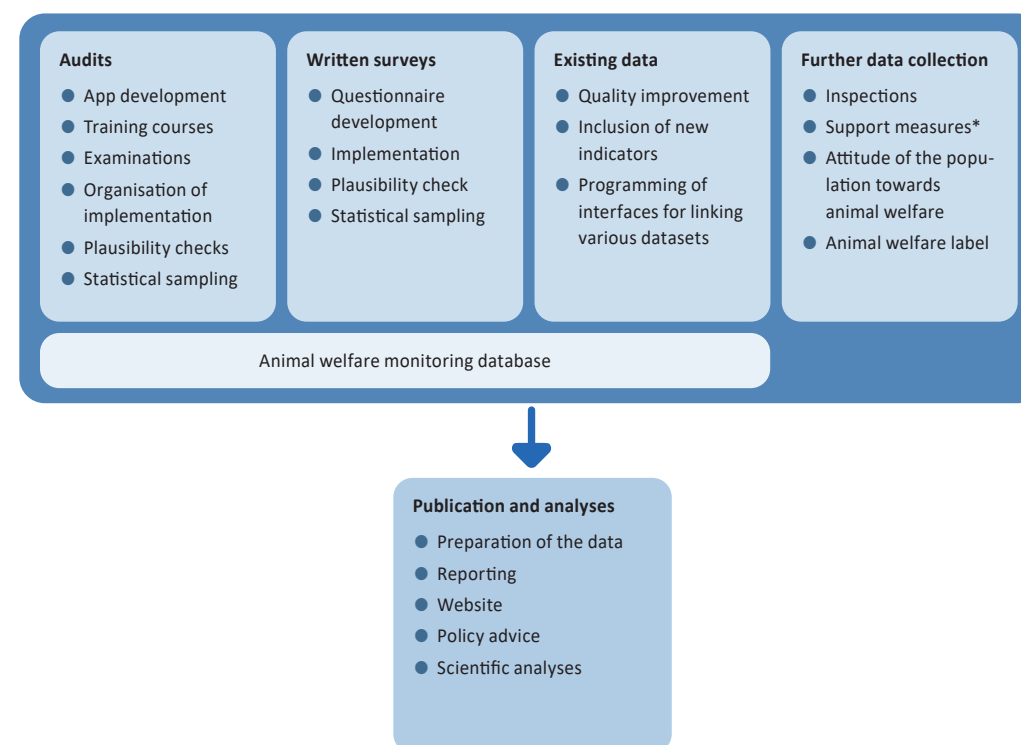 Audits
App development
Training courses
Examinations
Organisation of
implementation
Plausibility checks
Statistical sampling
Written surveys
Questionnaire
development
Implementation
Plausibility check
Statistical sampling
Existing data
Quality improvement
Inclusion of new
indicators
Programming of
interfaces for linking
various datasets
Further data collection
Inspections
Support measures*
Attitude of the popu-
lation towards
animal welfare
Animal welfare label
Animal welfare monitoring database
Publication and analyses
Preparation of the data
Reporting
Website
Policy advice
Scientific analyses